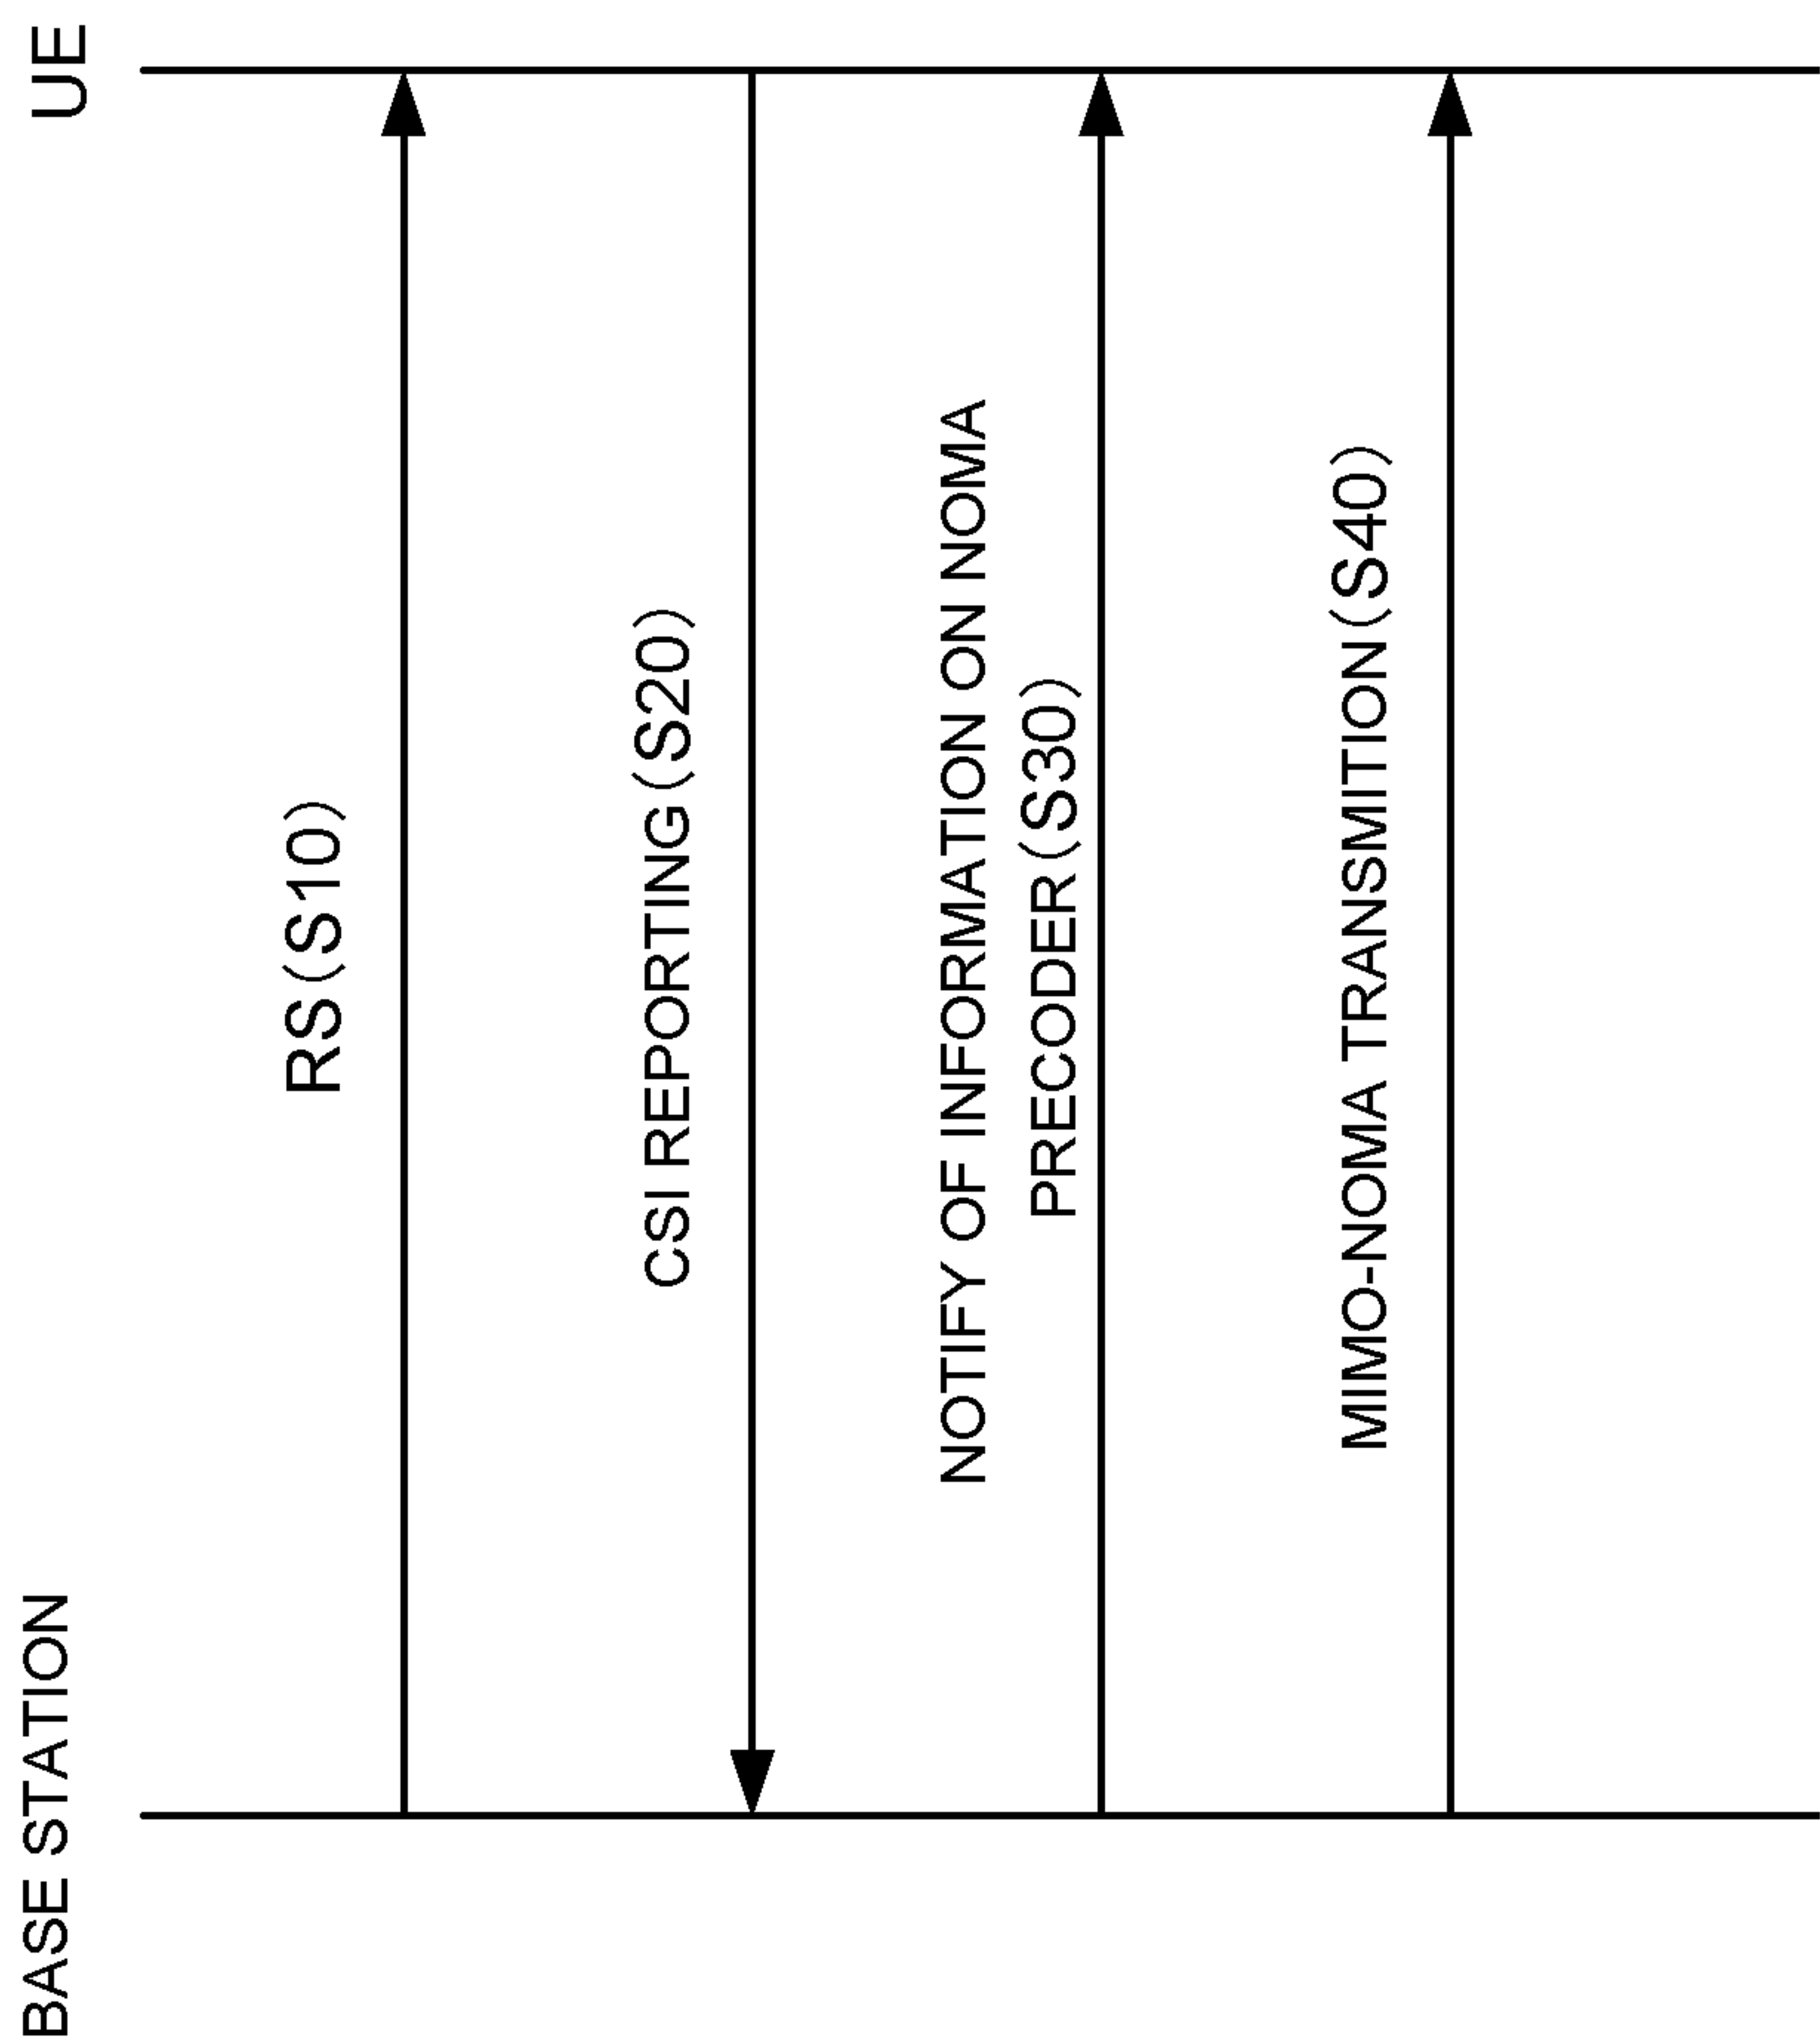 BASE STATION
UE
RS(S10)
CSI REPORTING(S20)
NOTIFY OF INFORMATION ON NOMA
PRECODER(S30)
MIMO-NOMA TRANSMITION(S40)